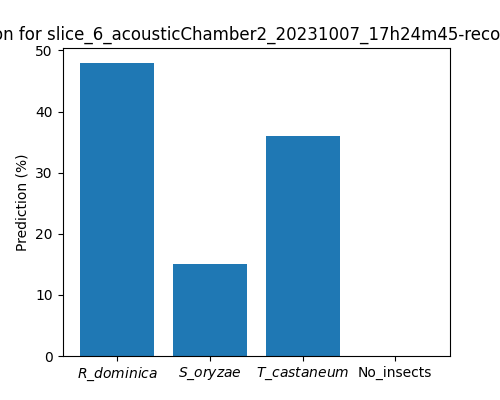 on for slice_6_acousticChamber2_20231007_17h24m45-reco
50
40
30
20
10
0
Prediction (%)
R_dominica S_oryzae T_castaneum No_insects